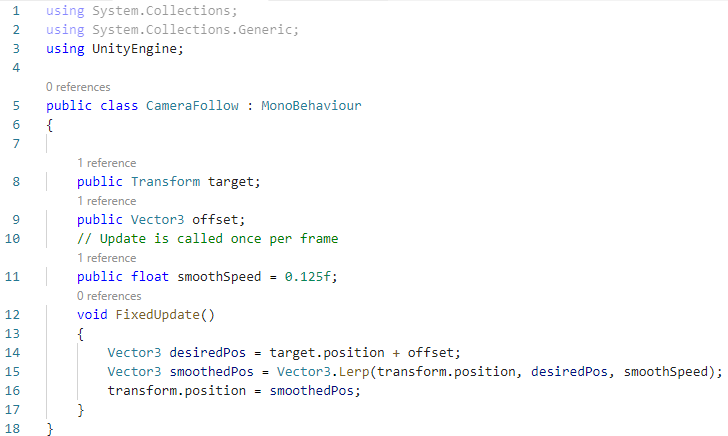 1 using System.Collections;
2 using System.Collections.Generic;
3 using UnityEngine;
4
0 references
5 public class CameraFollow : MonoBehaviour
6 {
7
1 reference
8 public Transform target;
1 reference
9 public Vector3 offset;
10 // Update is called once per frame
1 reference
11 public float smoothSpeed = 0.125f;
0 references
12 void FixedUpdate()
13 {
14 Vector3 desiredPos = target.position + offset;
15 Vector3 smoothedPos = Vector3.Lerp(transform.position, desiredPos, smoothSpeed);
16 transform.position = smoothedPos;
17 }
18 }